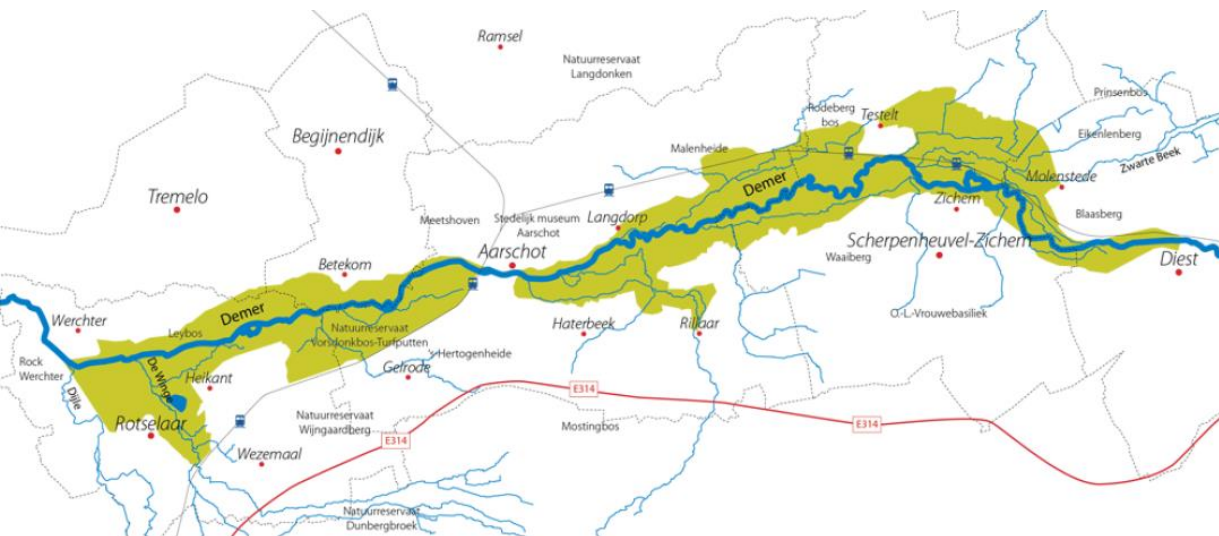 Ramsel
Natuurreservaat
Langdonken
Prinsenbos
Rodeberg
bos
Testelt
Begijnendijk
Eikenlenberg
Malenheide
Zwarte Beek
Molenstede
Demer
Tremelo
Zichem
Meetshoven
Stedelijk museum
Aarschot
Langdorp
Blaasberg
Aarschot
Scherpenheuvel-Zichem
Waaiberg
Diest
Betekom
Demer
Werchter
Leybos
Natuurreservaat
Vorsdonkbos-Turfputten
Haterbeek
Rillaar
O.-L.-Vrouwebasiliek
Rock
Werchter
De Winge
Heikant
's Hertogenheide
Gelrode
Dijle
E314
Rotselaar
Natuurreservaat
Wijngaardberg
Mostingbos
E314
E314
Wezemaal
Natuurreservaat
Dunbergbroek